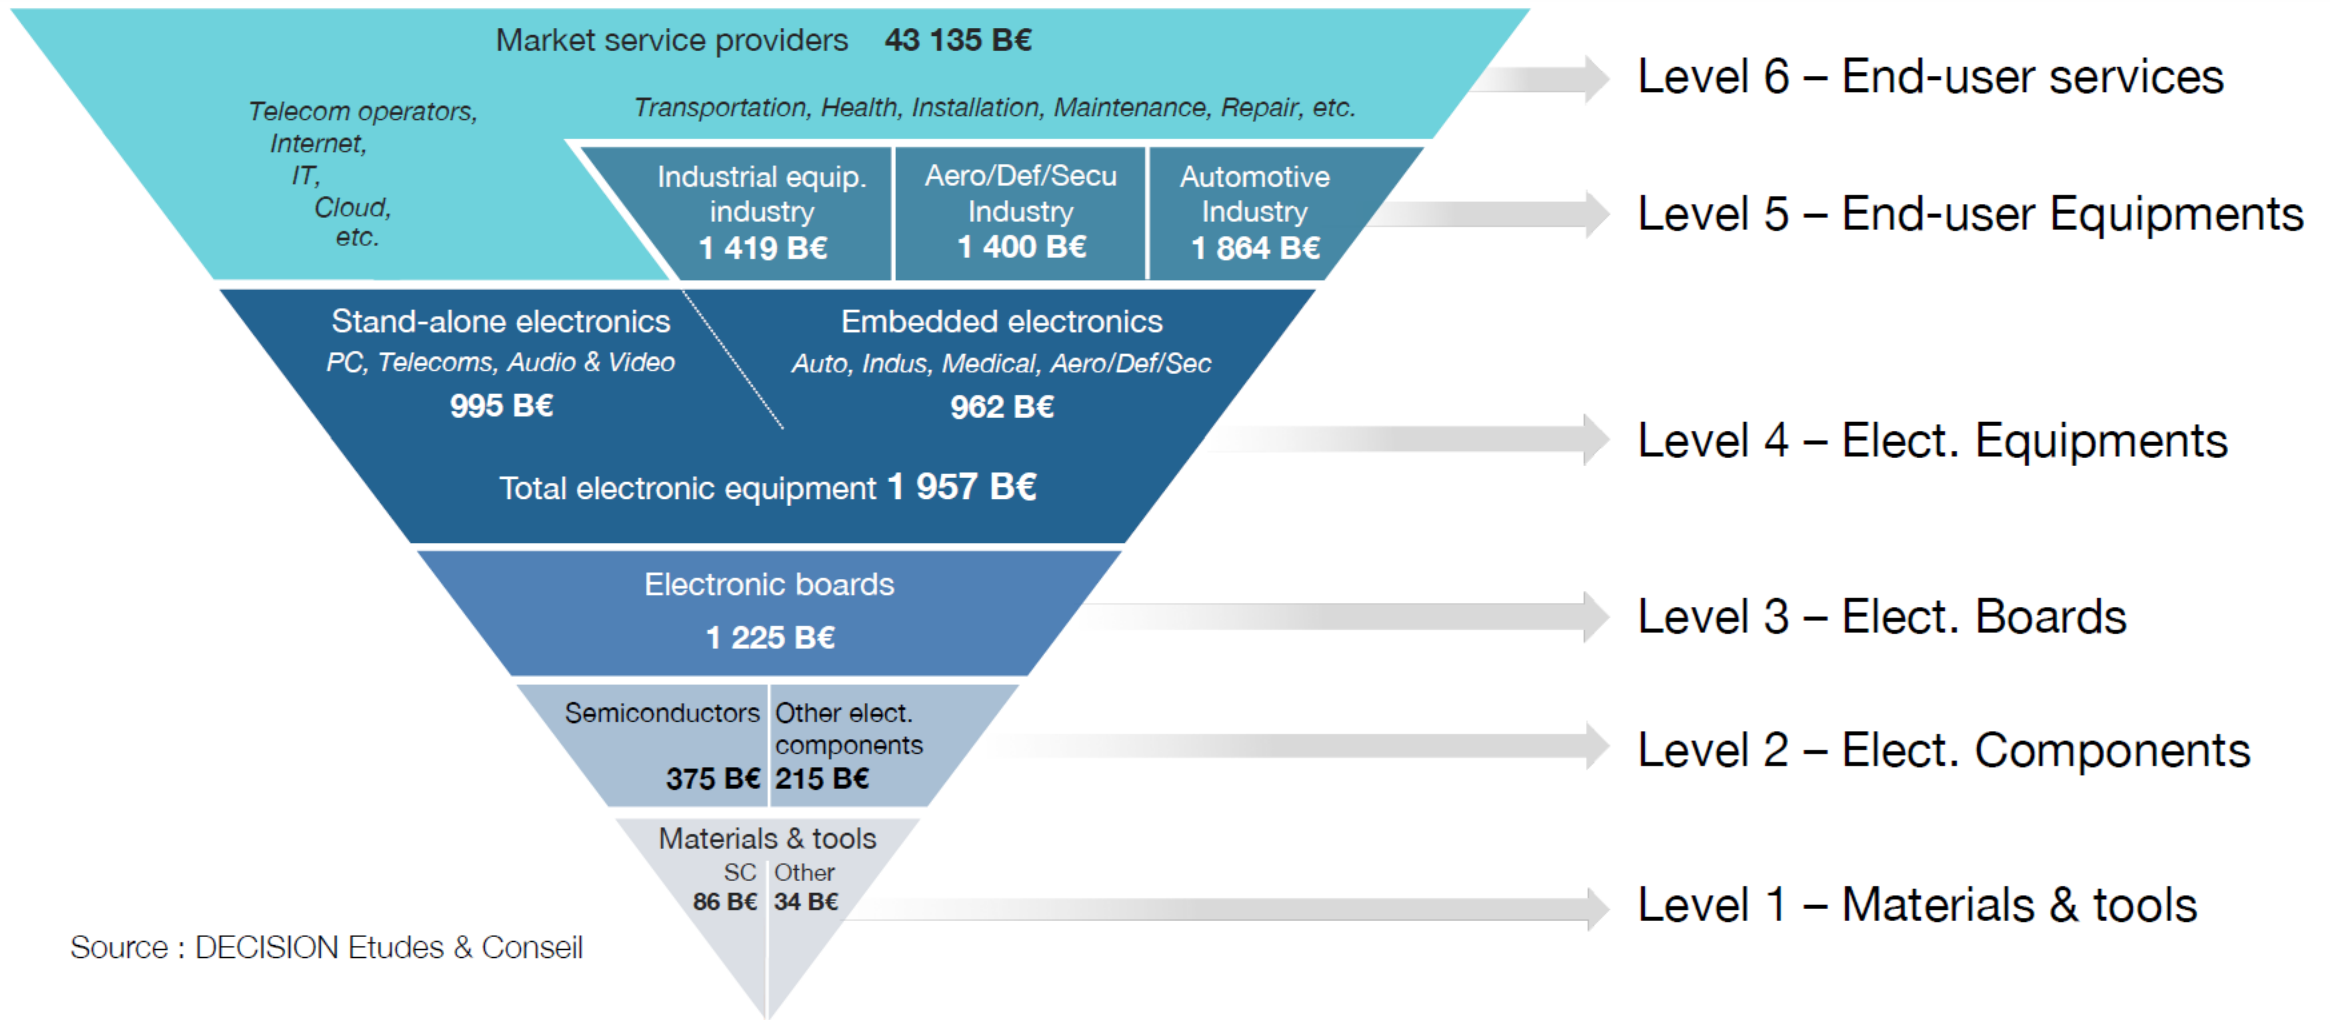 Market service providers 43 135 B€
Level 6 – End-user services
Telecom operators,
Internet,
IT,
Cloud,
etc.
Transportation, Health, Installation, Maintenance, Repair, etc.
Industrial equip.
industry
1 419 B€
Aero/Def/Secu
Industry
1 400 B€
Automotive
Industry
1 864 B€
Level 5 – End-user Equipments
Stand-alone electronics
PC, Telecoms, Audio & Video
995 B€
Embedded electronics
Auto, Indus, Medical, Aero/Def/Sec
962 B€
Total electronic equipment 1 957 B€
Level 4 – Elect. Equipments
Electronic boards
1 225 B€
Level 3 – Elect. Boards
Semiconductors
375 B€
Other elect.
components
215 B€
Level 2 – Elect. Components
Materials & tools
SC
86 B€
Other
34 B€
Level 1 – Materials & tools
Source : DECISION Etudes & Conseil